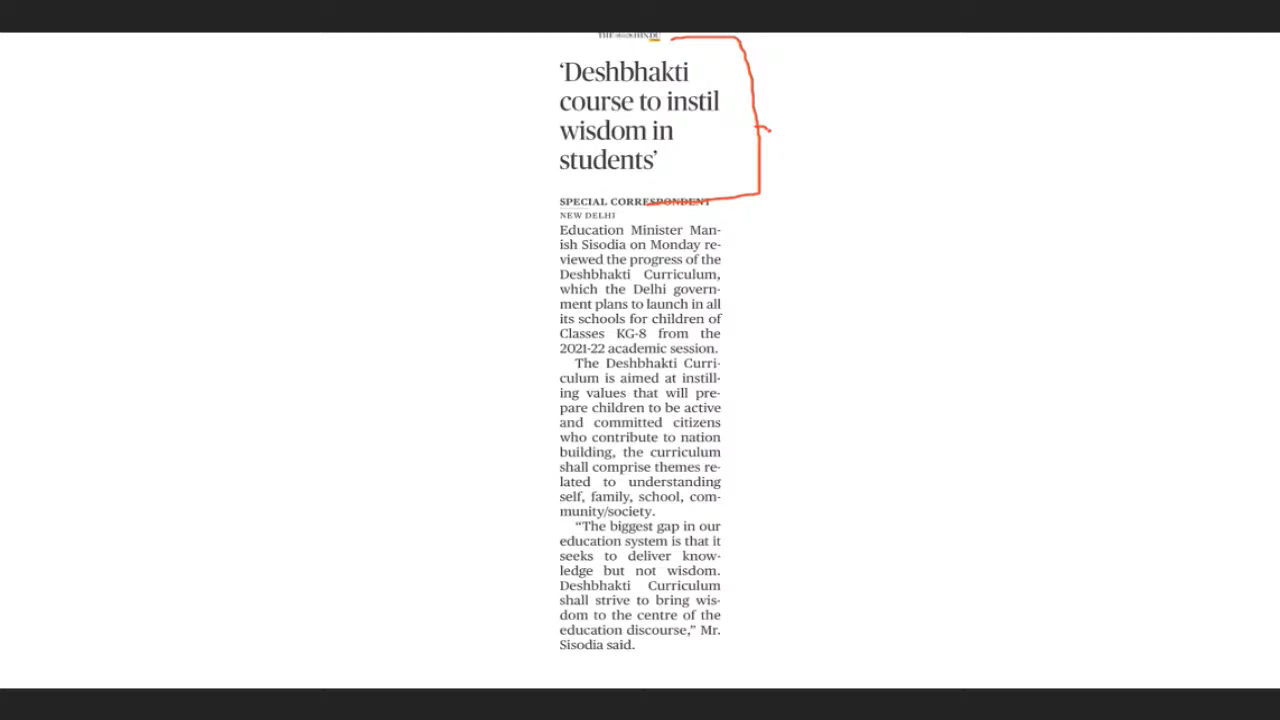 THE HINDU
‘Deshbhakti
course to instil
wisdom in
students’
SPECIAL CORRESPONDENT
NEW DELHI
Education Minister Man-
ish Sisodia on Monday re-
viewed the progress of the
Deshbhakti Curriculum,
which the Delhi govern-
ment plans to launch in all
its schools for children of
Classes KG-8 from the
2021-22 academic session.
The Deshbhakti Curri-
culum is aimed at instill-
ing values that will pre-
pare children to be active
and committed citizens
who contribute to nation
building, the curriculum
shall comprise themes re-
lated to understanding
self, family, school, com-
munity/society.
“The biggest gap in our
education system is that it
seeks to deliver know-
ledge but not wisdom.
Deshbhakti Curriculum
shall strive to bring wis-
dom to the centre of the
education discourse,” Mr.
Sisodia said.